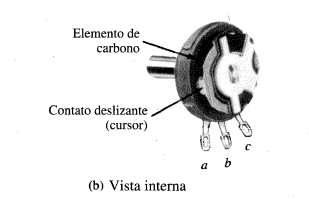 Elemento de
carbono
Contato deslizante
(cursor)
a
b
c
(b) Vista interna